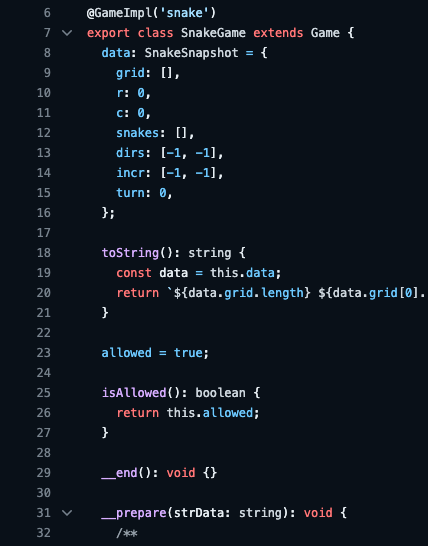 6 @GameImpl('snake')
7 export class SnakeGame extends Game {
8 data: SnakeSnapshot = {
9 grid: [],
10 r: 0,
11 c: 0,
12 snakes: [],
13 dirs: [-1, -1],
14 incr: [-1, -1],
15 turn: 0,
16 };
17
18 toString(): string {
19 const data = this.data;
20 return `${data.grid.length} ${data.grid[0].
21 }
22
23 allowed = true;
24
25 isAllowed(): boolean {
26 return this.allowed;
27 }
28
29 __end(): void {}
30
31 __prepare(strData: string): void {
32 /**